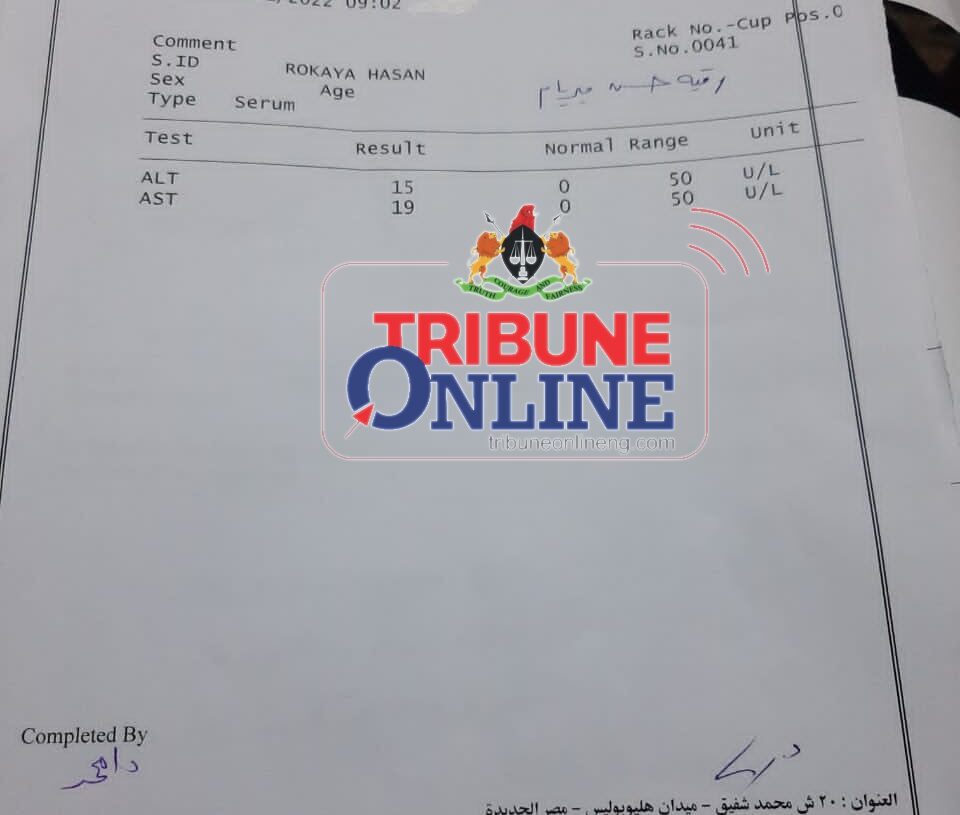 /2022 09:02
Rack No.-Cup Pos.0
S.No.0041
Comment
S.ID ROKAYA HASAN
Sex Age
Type Serum
رقيه حسن
Test Result Normal Range Unit
ALT 15 0 50 U/L
AST 19 0 50 U/L
TRUTH COURAGE AND FAIRNESS
TRIBUNE
ONLINE
tribuneonlineng.com
Completed By
العنوان : ٢٠ ش محمد شفيق - ميدان هليوبوليس - مصر الجديدة